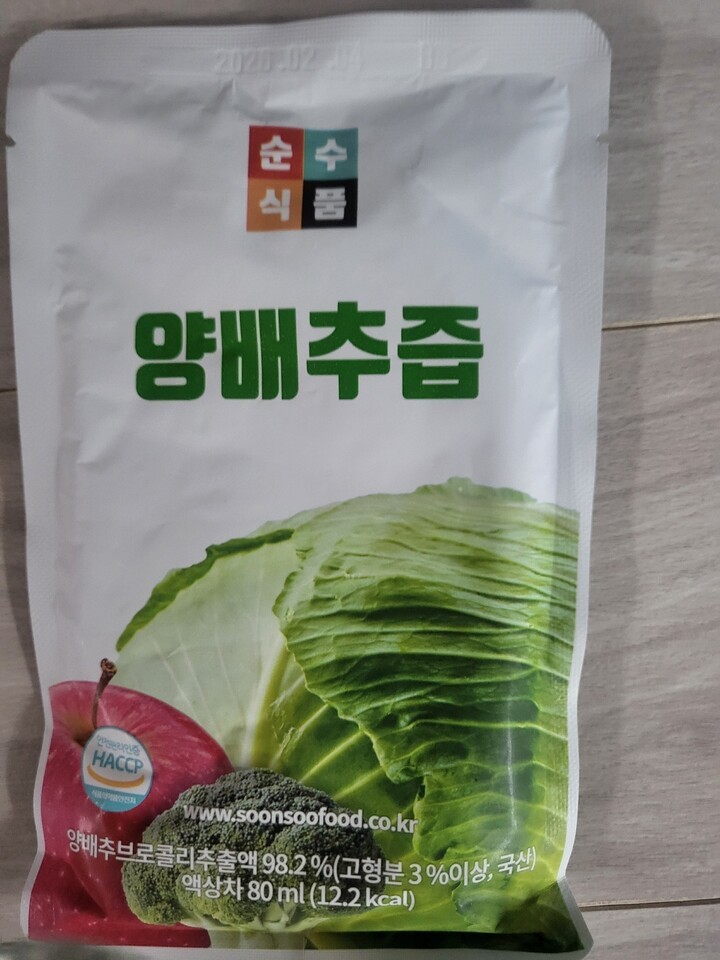 순수
식품
양배추즙
HACCP
www.soonsoofood.co.kr
양배추브로콜리추출액 98.2 %(고형분 3 %이상, 국산)
액상차 80 ml (12.2 kcal)